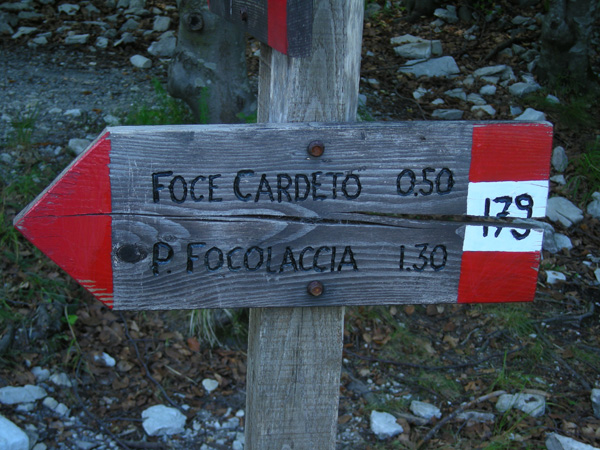 FOCE CARDETO 0.50
179
P. FOCOLACCIA 1.30